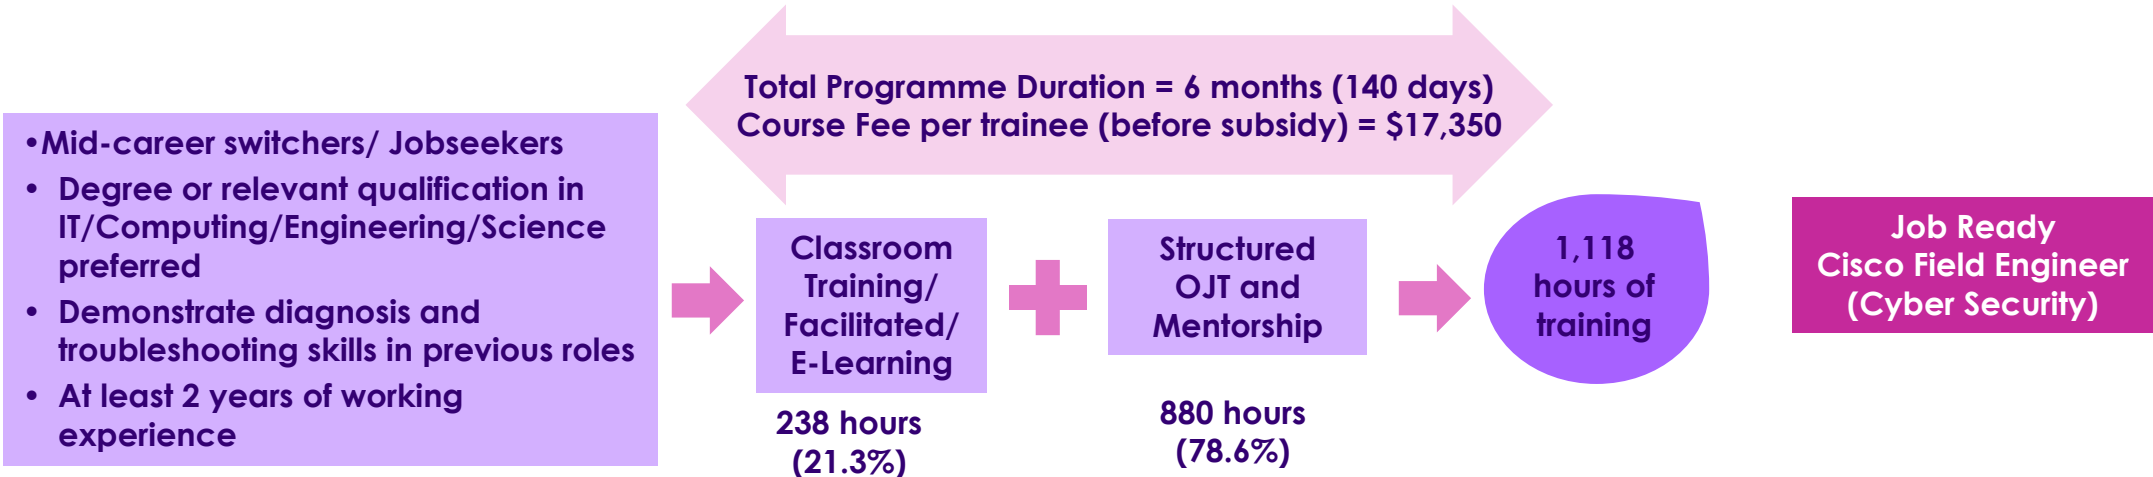 Total Programme Duration = 6 months (140 days)
Course Fee per trainee (before subsidy) = $17,350
•Mid-career switchers/ Jobseekers
• Degree or relevant qualification in
IT/Computing/Engineering/Science
preferred
• Demonstrate diagnosis and
troubleshooting skills in previous roles
• At least 2 years of working
experience
Classroom
Training/
Facilitated/
E-Learning
238 hours
(21.3%)
Structured
OJT and
Mentorship
880 hours
(78.6%)
1,118
hours of
training
Job Ready
Cisco Field Engineer
(Cyber Security)